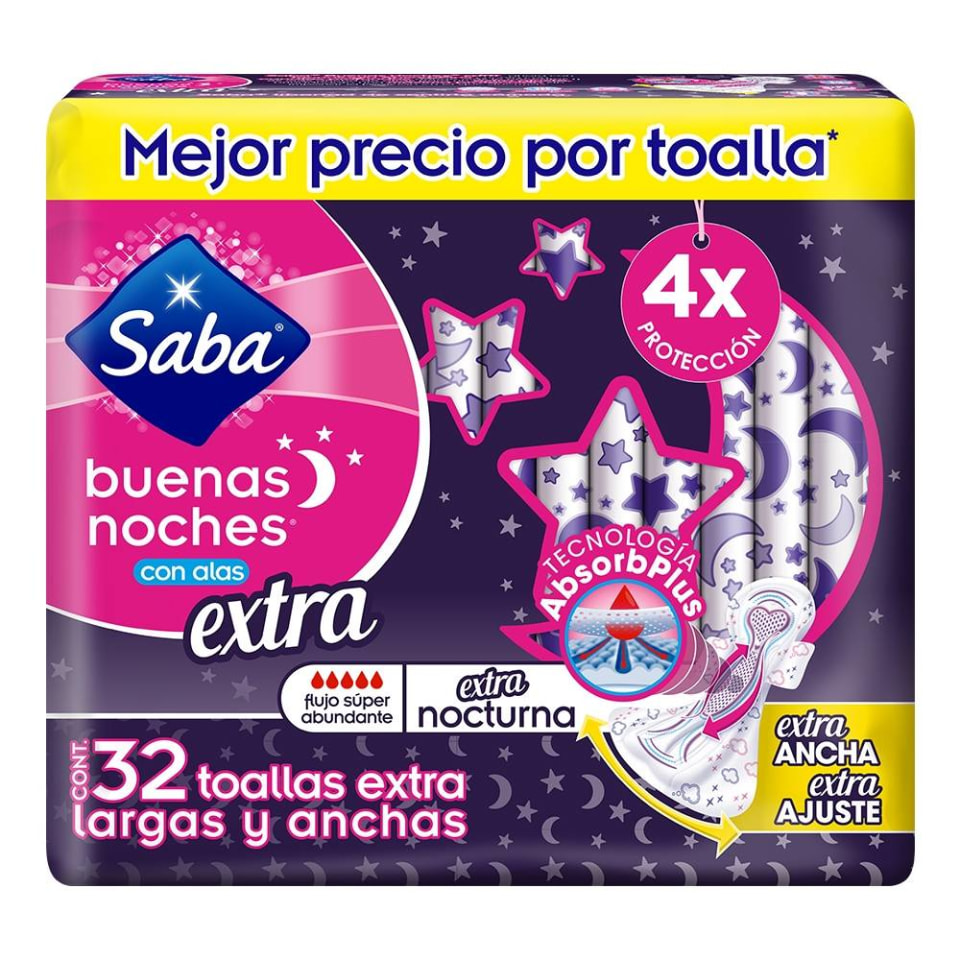 Mejor precio por toalla*
Saba®
buenas
noches®
con alas
extra
4x
PROTECCIÓN
TECNOLOGÍA
AbsorbPlus
flujo súper
abundante
extra
nocturna
extra
ANCHA
extra
AJUSTE
CONT.
32 toallas extra
largas y anchas